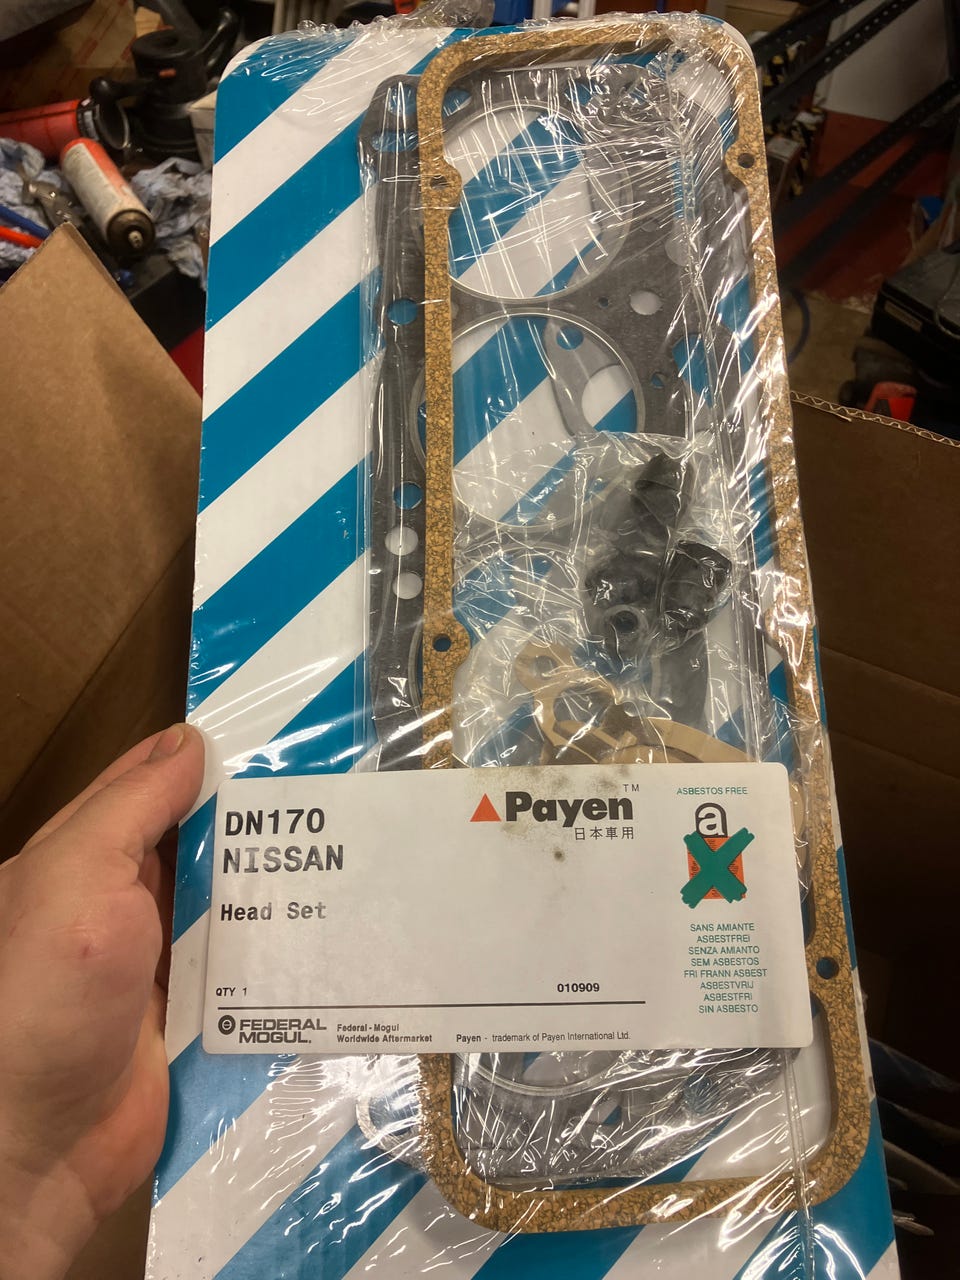 DN170
NISSAN
Head Set
QTY 1
010909
Payen TM
日本車用
ASBESTOS FREE
a
SANS AMIANTE
ASBESTFREI
SENZA AMIANTO
SEM ASBESTOS
FRI FRANN ASBEST
ASBESTVRIJ
ASBESTFRI
SIN ASBESTO
FEDERAL
MOGUL.
Federal-Mogul
Worldwide Aftermarket
Payen - trademark of Payen International Ltd.